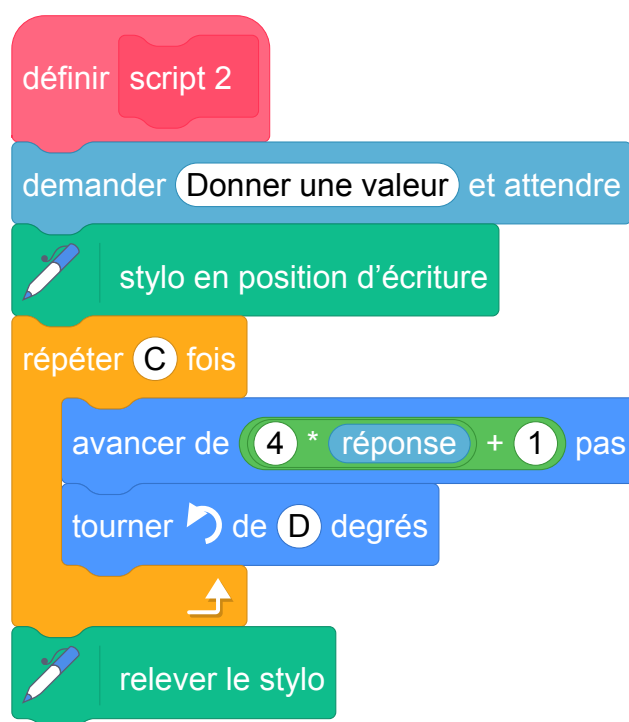 définir script 2
demander Donner une valeur et attendre
stylo en position d’écriture
répéter C fois
avancer de 4 * réponse + 1 pas
tourner de D degrés
relever le stylo